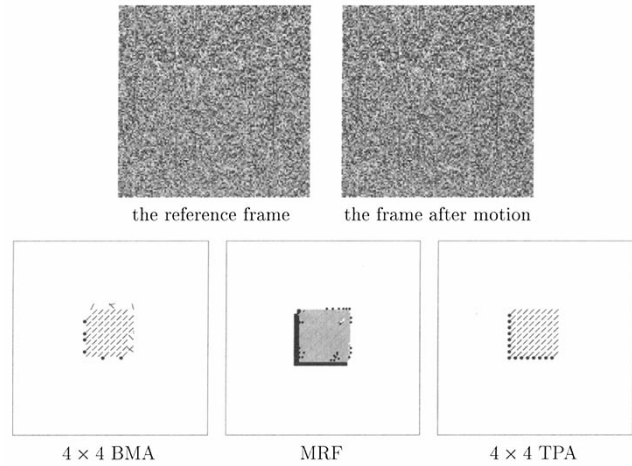 the reference frame
the frame after motion
4 × 4 BMA
MRF
4 × 4 TPA